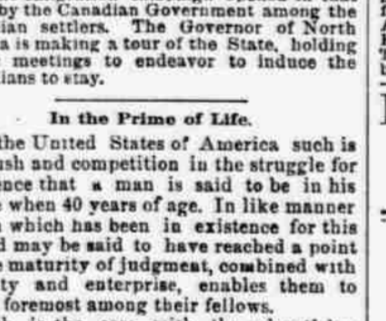 by the Canadian Government among the
ian settlers. The Governor of North
a is making a tour of the State, holding
meetings to endeavor to induce the
ians to stay.
In the Prime of Life.
the United States of America such is
ush and competition in the struggle for
ence that a man is said to be in his
when 40 years of age. In like manner
which has been in existence for this
d may be said to have reached a point
e maturity of judgment, combined with
ty and enterprise, enables them to
foremost among their fellows.